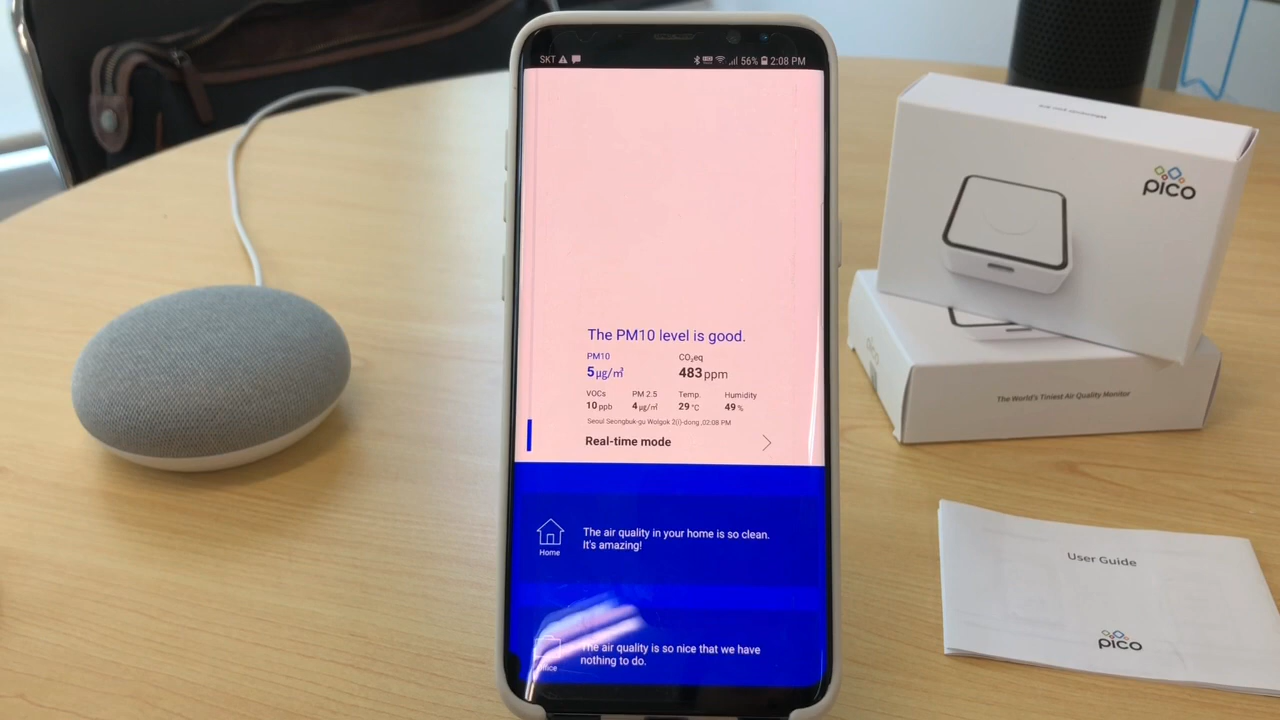 SKT
56% 2:08 PM
The PM10 level is good.
PM10
5 µg/㎥
CO₂eq
483 ppm
VOCs
10 ppb
PM 2.5
4 µg/㎥
Temp.
29 °C
Humidity
49 %
Seoul Seongbuk-gu Wolgok 2(i)-dong ,02:08 PM
Real-time mode
Home
The air quality in your home is so clean.
It's amazing!
The air quality is so nice that we have
nothing to do.
pico
The World's Tiniest Air Quality Monitor
User Guide
pico